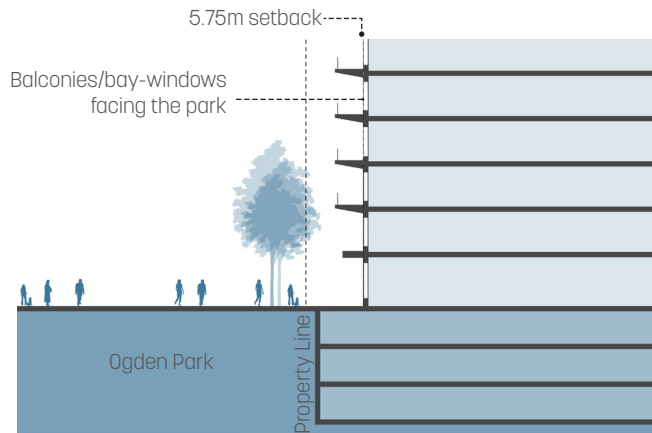 5.75m setback
Balconies/bay-windows
facing the park
Ogden Park
Property Line